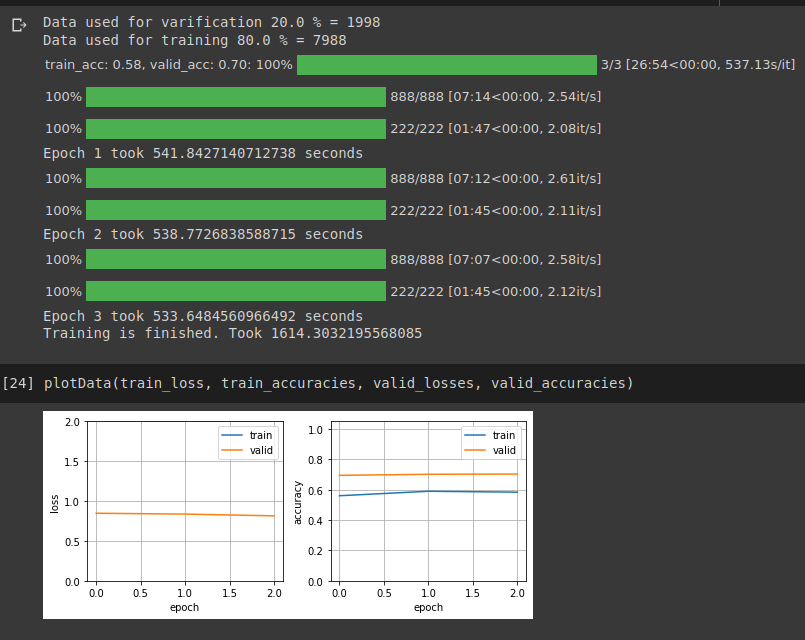 Data used for varification 20.0 % = 1998
Data used for training 80.0 % = 7988
train_acc: 0.58, valid_acc: 0.70: 100% 3/3 [26:54<00:00, 537.13s/it]
100% 888/888 [07:14<00:00, 2.54it/s]
100% 222/222 [01:47<00:00, 2.08it/s]
Epoch 1 took 541.8427140712738 seconds
100% 888/888 [07:12<00:00, 2.61it/s]
100% 222/222 [01:45<00:00, 2.11it/s]
Epoch 2 took 538.7726838588715 seconds
100% 888/888 [07:07<00:00, 2.58it/s]
100% 222/222 [01:45<00:00, 2.12it/s]
Epoch 3 took 533.6484560966492 seconds
Training is finished. Took 1614.3032195568085
[24] plotData(train_loss, train_accuracies, valid_losses, valid_accuracies)
train
valid
2.0
1.5
1.0
0.5
0.0
loss
0.0 0.5 1.0 1.5 2.0
epoch
train
valid
1.0
0.8
0.6
0.4
0.2
0.0
accuracy
0.0 0.5 1.0 1.5 2.0
epoch